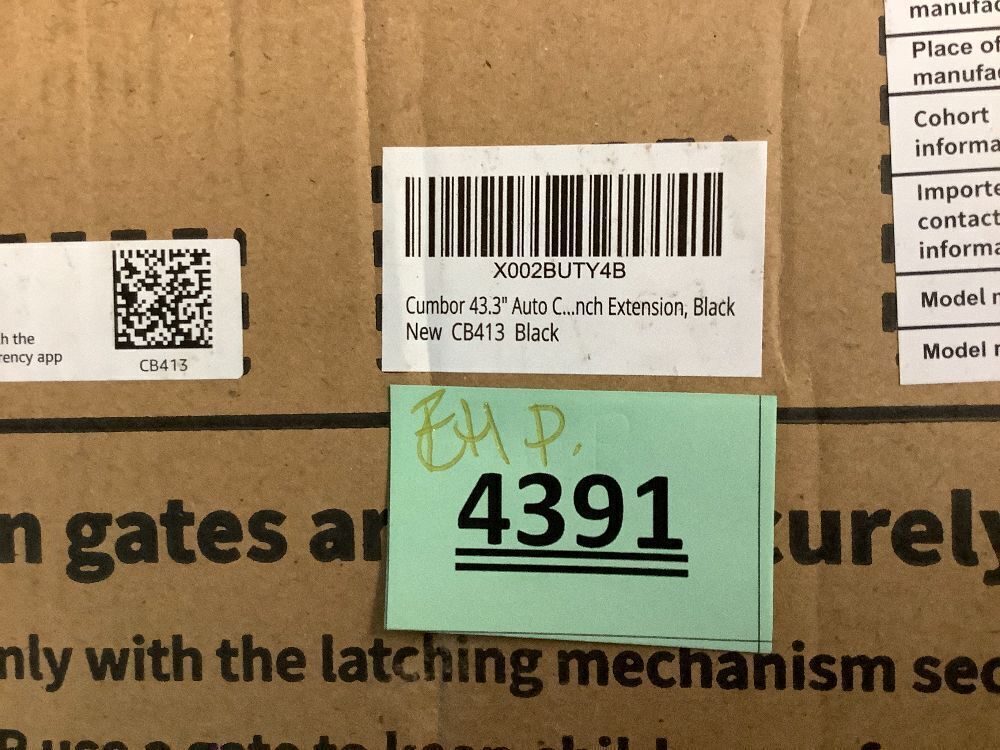 manufac
Place of
manufac
Cohort
informa
Importe
contact
informa
Model n
Model n
h the
rency app
CB413
X002BUTY4B
Cumbor 43.3" Auto C...nch Extension, Black
New CB413 Black
4391
n gates ar curely
nly with the latching mechanism sec